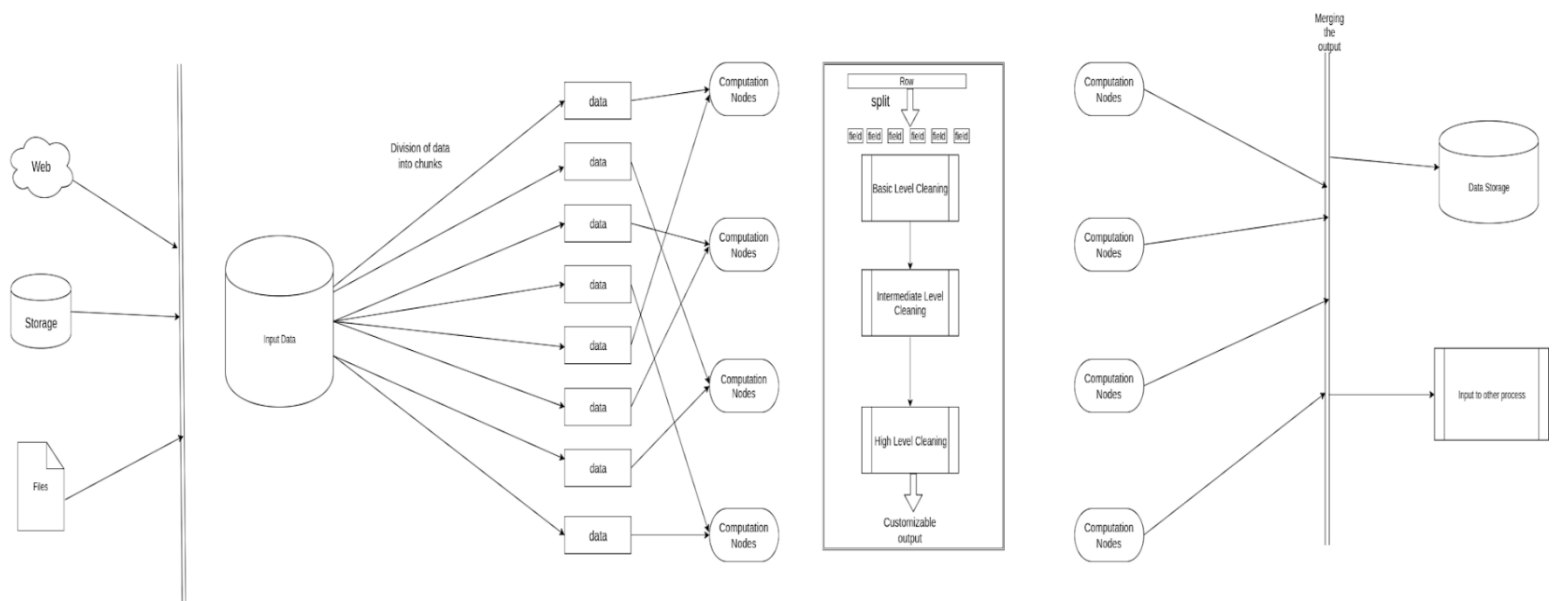 Web
Storage
Files
Input Data
Division of data
into chunks
data
data
data
data
data
data
data
data
Computation
Nodes
Computation
Nodes
Computation
Nodes
Computation
Nodes
Row
split
field field field field field field
Basic Level Cleaning
Intermediate Level
Cleaning
High Level Cleaning
Customizable
output
Computation
Nodes
Computation
Nodes
Computation
Nodes
Computation
Nodes
Merging
the
output
Data Storage
Input to other process